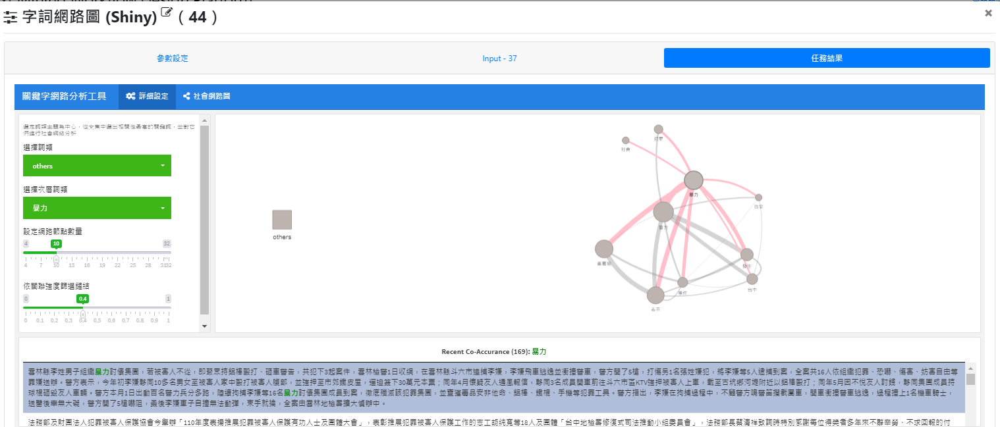 字詞網路圖 (Shiny) ( 44 )
參數設定
Input - 37
任務結果
關鍵字網路分析工具
詳細設定
社會網路圖
選定詞類主題為中心，從文集中選出相關性最高的關鍵詞，並對它
們進行社會網絡分析
選擇詞類
others
選擇次層詞類
暴力
設定網路節點數量
4 10 32
4 7 10 13 16 19 22 25 28 31 32
依關聯強度篩選鏈結
0 0.4 1
0 0.1 0.2 0.3 0.4 0.5 0.6 0.7 0.8 0.9 1
others
社會
暴力
警方
發生
台中
事件
表示
Recent Co-Accurance (169): 暴力
雲林縣李姓男子組織暴力討債集團，若被害人不從，即聚眾持鋁棒毆打、砸車警告，共犯下3起案件，雲林檢警1日收網，在雲林縣斗六市追捕李嫌，李嫌飛車逃逸並衝撞警車，警方開了5槍，打傷另1名張姓嫌犯，將李嫌等5人逮捕到案，全案共16人依組織犯罪、恐嚇、傷害、妨害自由等
罪嫌送辦。警方表示，今年初李嫌夥同10多名男女至被害人家中毆打被害人腹部，並強押至市郊鐵皮屋，逼迫簽下30萬元本票；同年4月懷疑友人通風報信，夥同3名成員開車前往斗六市區KTV強押被害人上車，載至古坑鄉河堤附近以鋁棒毆打；同年5月因不悅友人討錢，夥同集團成員持
球棍砸毀友人車輛。警方本月1日出動百名警力兵分多路，陸續拘捕李嫌等16名暴力討債集團成員到案，徹底殲滅該犯罪集團，並查獲毒品安非他命、鋁棒、鐵棍、手機等犯罪工具。警方指出，李嫌在拘捕過程中，不顧警方鳴警笛攔截圍車，開車衝撞警車逃逸，過程撞上1名機車騎士，
送醫後幸無大礙，警方開了5槍嚇阻，最後李嫌車子自撞無法動彈，束手就擒，全案由雲林地檢署擴大偵辦中。
法務部及財團法人犯罪被害人保護協會今舉辦「110年度表揚推展犯罪被害人保護有功人士及團體大會」，表彰推展犯罪被害人保護工作的志工胡純寬等18人及團體「台中地檢署修復式司法推動小組委員會」，法務部長蔡清祥致詞時特別感謝每位得獎者多年來不辭辛勞、不求回報的付